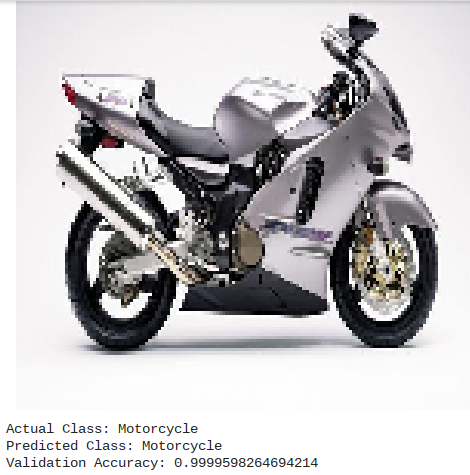 Actual Class: Motorcycle
Predicted Class: Motorcycle
Validation Accuracy: 0.9999598264694214